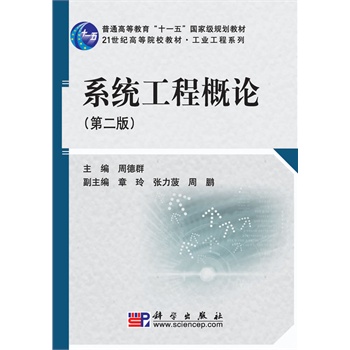 普通高等教育“十一五”国家级规划教材
21世纪高等院校教材·工业工程系列
十一五
系统工程概论
（第二版）
主 编 周德群
副主编 章 玲 张力菠 周 鹏
科学出版社
www.sciencep.com